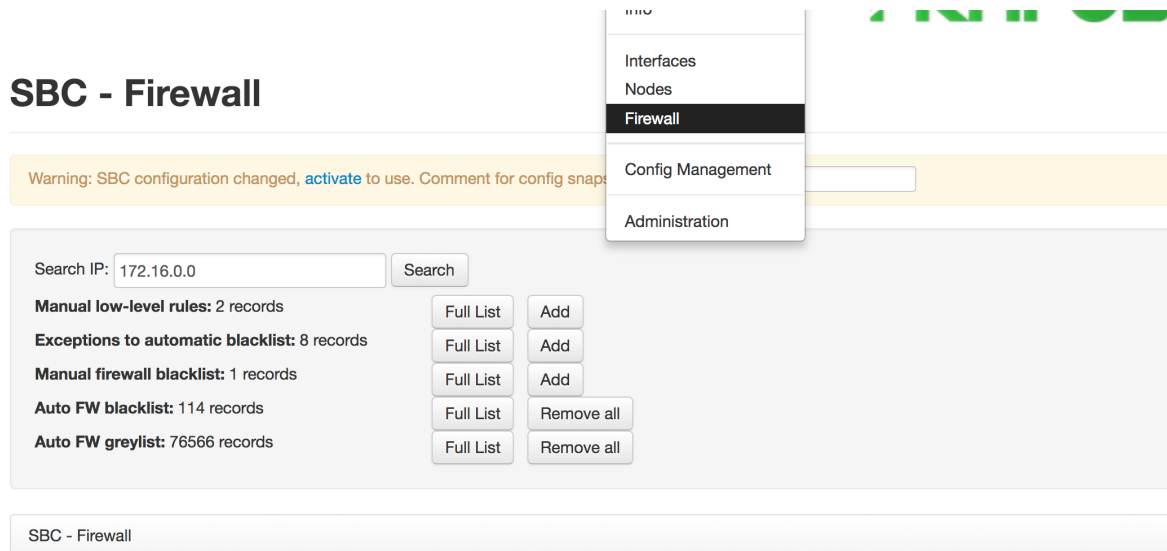 Info
Interfaces
Nodes
SBC - Firewall
Firewall
Config Management
Warning: SBC configuration changed, activate to use. Comment for config snaps
Administration
Search IP: 172.16.0.0 Search
Manual low-level rules: 2 records Full List Add
Exceptions to automatic blacklist: 8 records Full List Add
Manual firewall blacklist: 1 records Full List Add
Auto FW blacklist: 114 records Full List Remove all
Auto FW greylist: 76566 records Full List Remove all
SBC - Firewall